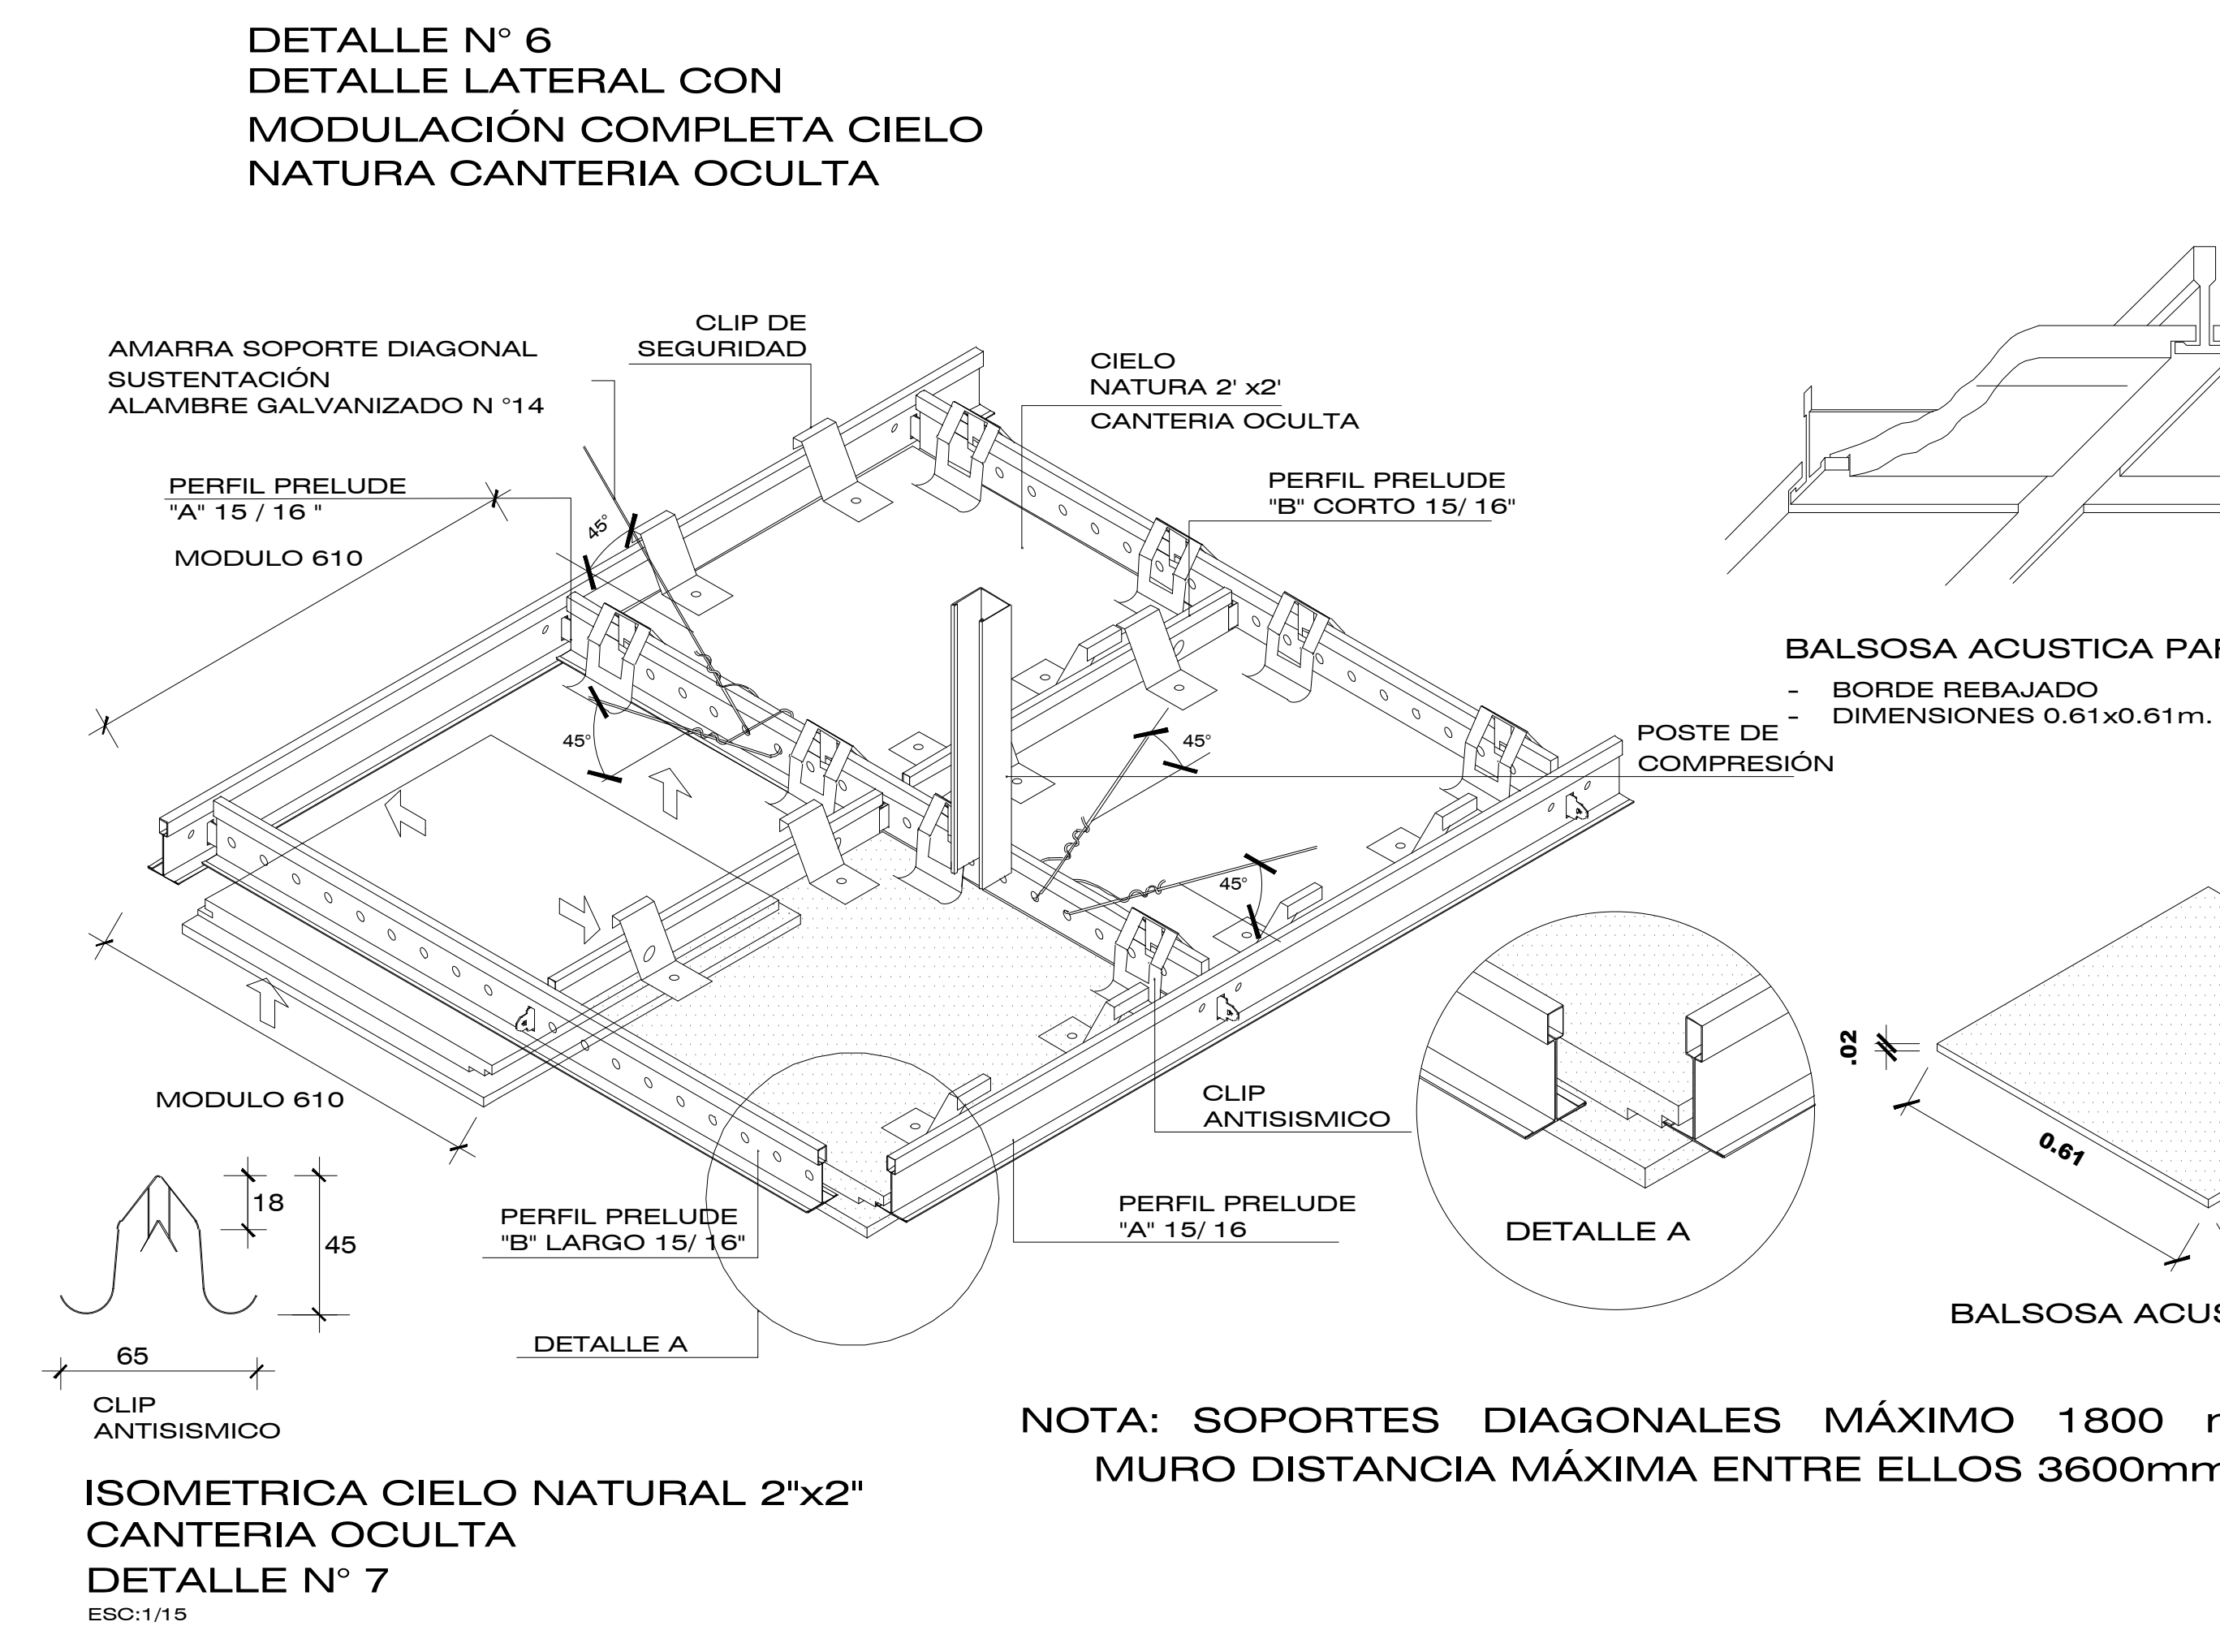 DETALLE N° 6
DETALLE LATERAL CON
MODULACIÓN COMPLETA CIELO
NATURA CANTERIA OCULTA
AMARRA SOPORTE DIAGONAL
SUSTENTACIÓN
ALAMBRE GALVANIZADO N °14
CLIP DE
SEGURIDAD
CIELO
NATURA 2' x2'
CANTERIA OCULTA
PERFIL PRELUDE
"A" 15 / 16 "
MODULO 610
PERFIL PRELUDE
"B" CORTO 15/ 16"
45°
45°
45°
45°
BALSOSA ACUSTICA
- BORDE REBAJADO
- DIMENSIONES 0.61x0.61m.
POSTE DE
COMPRESIÓN
MODULO 610
CLIP
ANTISISMICO
PERFIL PRELUDE
"B" LARGO 15/ 16"
PERFIL PRELUDE
"A" 15/ 16
DETALLE A
DETALLE A
.02
0.61
BALSOSA
18
45
65
CLIP
ANTISISMICO
NOTA: SOPORTES DIAGONALES MÁXIMO 1800
MURO DISTANCIA MÁXIMA ENTRE ELLOS 3600mm
ISOMETRICA CIELO NATURAL 2"x2"
CANTERIA OCULTA
DETALLE N° 7
ESC:1/15